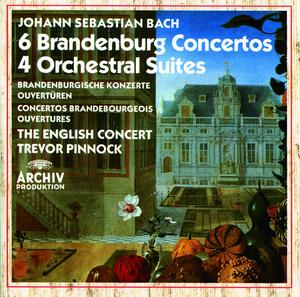 JOHANN SEBASTIAN BACH
6 Brandenburg Concertos
4 Orchestral Suites
BRANDENBURGISCHE KONZERTE
OUVERTÜREN
CONCERTOS BRANDEBOURGEOIS
OUVERTURES
THE ENGLISH CONCERT
TREVOR PINNOCK
ARCHIV
PRODUKTION